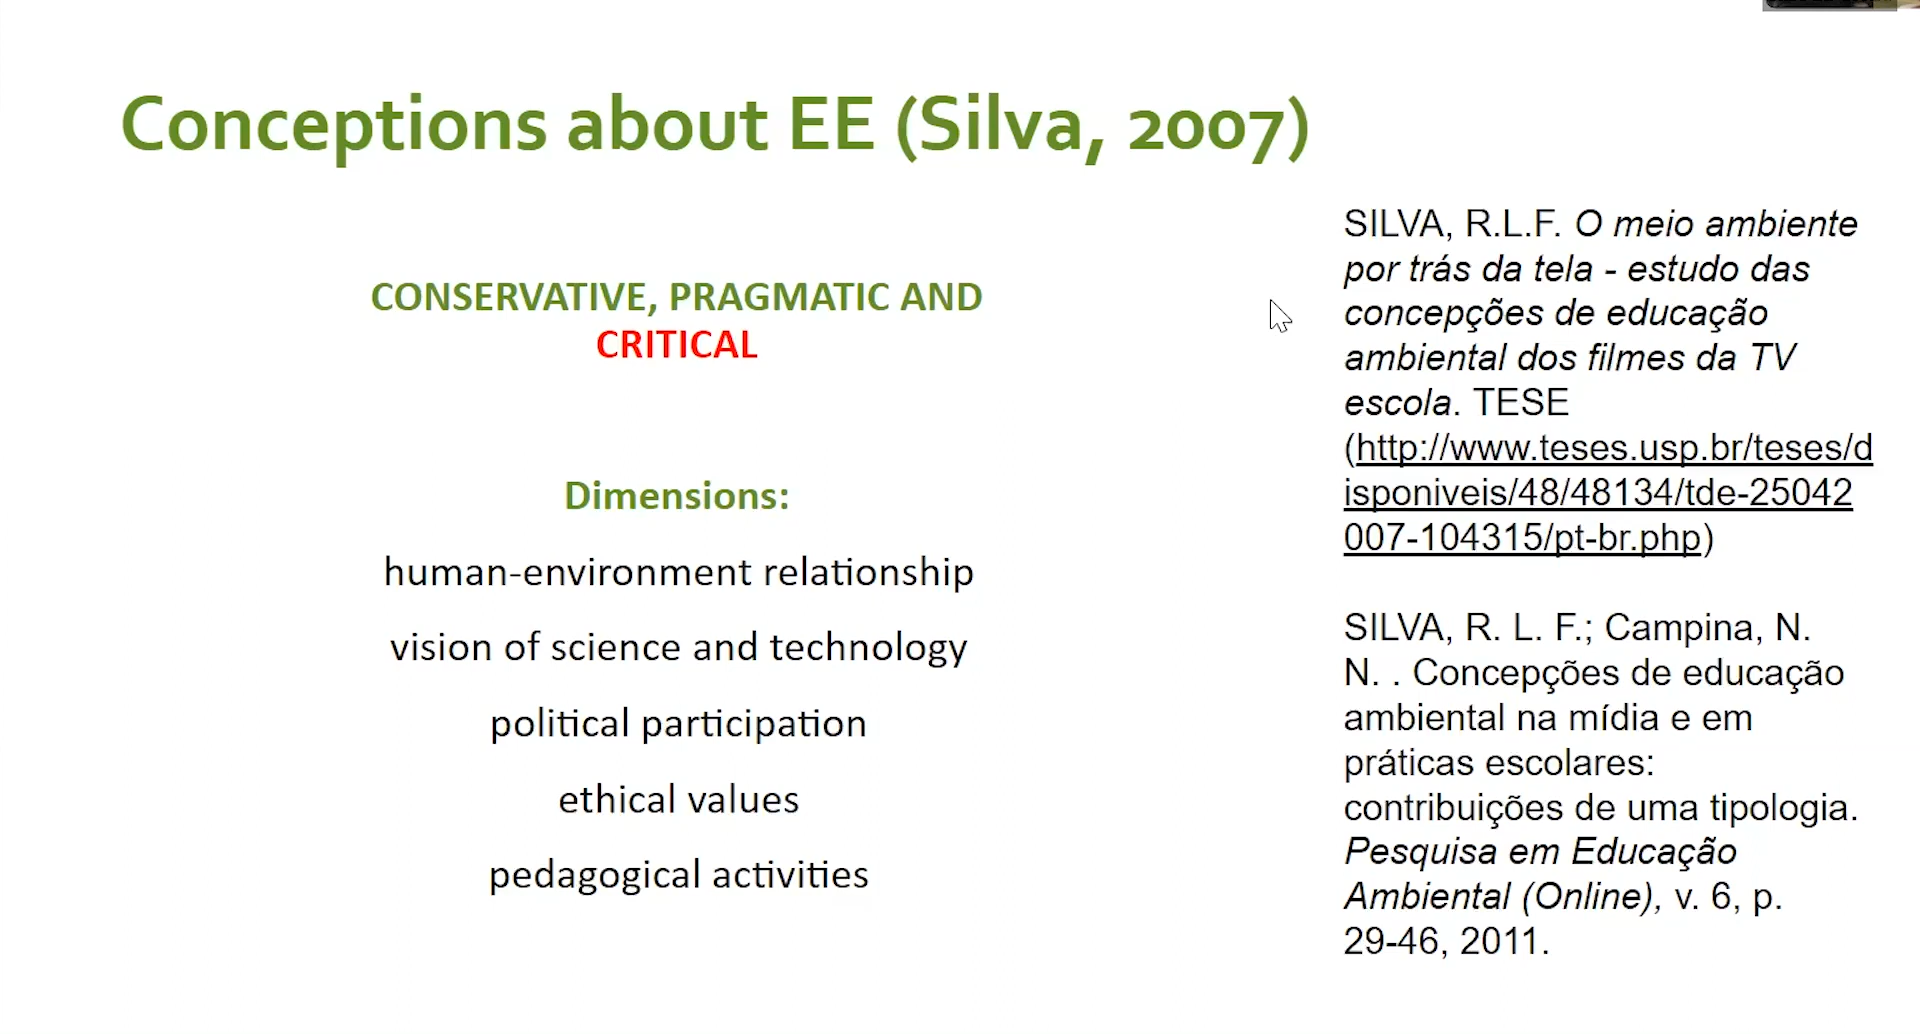 Conceptions about EE (Silva, 2007)
CONSERVATIVE, PRAGMATIC AND
CRITICAL
Dimensions:
human-environment relationship
vision of science and technology
political participation
ethical values
pedagogical activities
SILVA, R.L.F. O meio ambiente
por trás da tela - estudo das
concepções de educação
ambiental dos filmes da TV
escola. TESE
(http://www.teses.usp.br/teses/d
isponiveis/48/48134/tde-25042
007-104315/pt-br.php)
SILVA, R. L. F.; Campina, N.
N. . Concepções de educação
ambiental na mídia e em
práticas escolares:
contribuições de uma tipologia.
Pesquisa em Educação
Ambiental (Online), v. 6, p.
29-46, 2011.